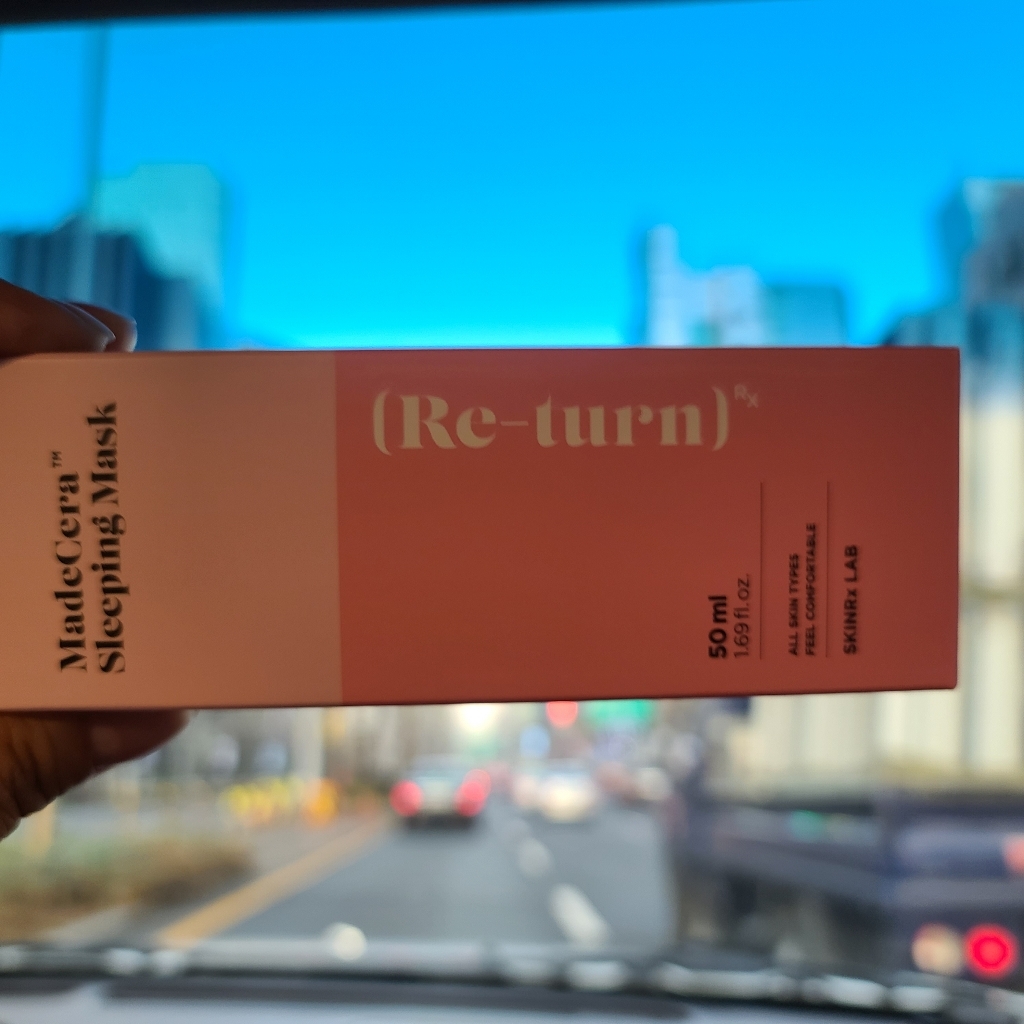 (Re-turn)Rx
MadeCera™
Sleeping Mask
50 ml
1.69 fl.oz.
ALL SKIN TYPES
FEEL COMFORTABLE
SKINRx LAB